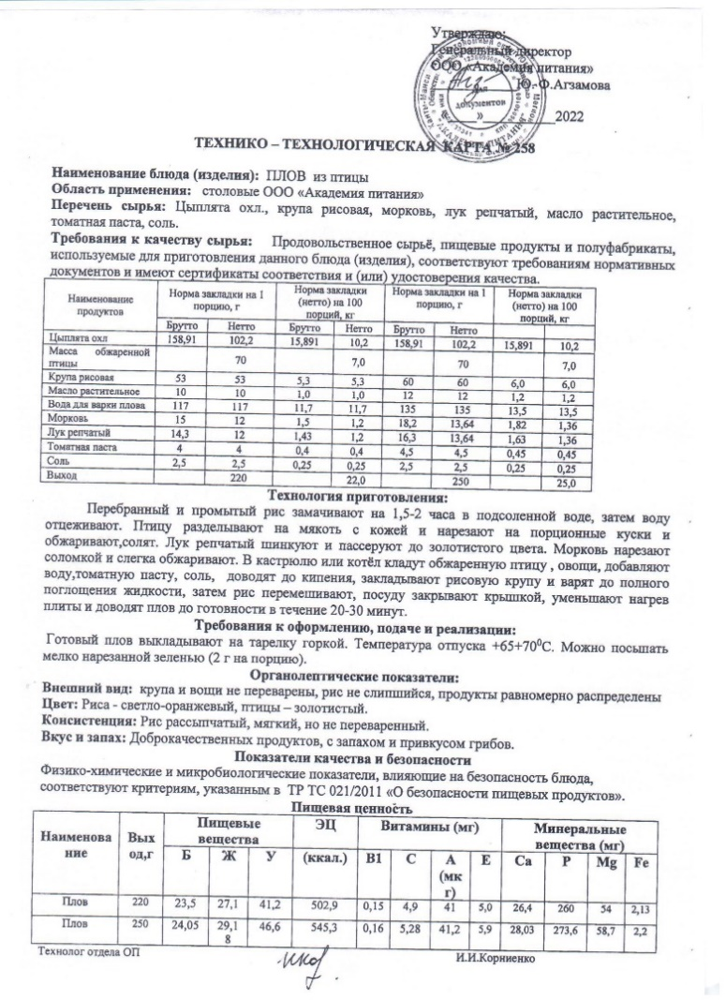 Утверждаю:
Генеральный директор
ООО «Академия питания»
Ю.Ф.Агзамова
« » 2022
ТЕХНИКО – ТЕХНОЛОГИЧЕСКАЯ КАРТА № 258
Наименование блюда (изделия): ПЛОВ из птицы
Область применения: столовые ООО «Академия питания»
Перечень сырья: Цыплята охл., крупа рисовая, морковь, лук репчатый, масло растительное,
томатная паста, соль.
Требования к качеству сырья: Продовольственное сырьё, пищевые продукты и полуфабрикаты,
используемые для приготовления данного блюда (изделия), соответствуют требованиям нормативных
документов и имеют сертификаты соответствия и (или) удостоверения качества.
Наименование продуктов Норма закладки на 1 порцию, г Норма закладки (нетто) на 100 порций, кг Норма закладки на 1 порцию, г Норма закладки (нетто) на 100 порций, кг
Брутто Нетто Брутто Нетто Брутто Нетто
Цыплята охл 158,91 102,2 15,891 10,2 158,91 102,2 15,891 10,2
Масса обжаренной птицы 70 7,0 70 7,0
Крупа рисовая 53 53 5,3 5,3 60 60 6,0 6,0
Масло растительное 10 10 1,0 1,0 12 12 1,2 1,2
Вода для варки плова 117 117 11,7 11,7 135 135 13,5 13,5
Морковь 15 12 1,5 1,2 18,2 13,64 1,82 1,36
Лук репчатый 14,3 12 1,43 1,2 16,3 13,64 1,63 1,36
Томатная паста 4 4 0,4 0,4 4,5 4,5 0,45 0,45
Соль 2,5 2,5 0,25 0,25 2,5 2,5 0,25 0,25
Выход 220 22,0 250 25,0
Технология приготовления:
Перебранный и промытый рис замачивают на 1,5-2 часа в подсоленной воде, затем воду
отцеживают. Птицу разделывают на мякоть с кожей и нарезают на порционные куски и
обжаривают,солят. Лук репчатый шинкуют и пассеруют до золотистого цвета. Морковь нарезают
соломкой и слегка обжаривают. В кастрюлю или котёл кладут обжаренную птицу , овощи, добавляют
воду,томатную пасту, соль, доводят до кипения, закладывают рисовую крупу и варят до полного
поглощения жидкости, затем рис перемешивают, посуду закрывают крышкой, уменьшают нагрев
плиты и доводят плов до готовности в течение 20-30 минут.
Требования к оформлению, подаче и реализации:
Готовый плов выкладывают на тарелку горкой. Температура отпуска +65+70⁰С. Можно посыпать
мелко нарезанной зеленью (2 г на порцию).
Органолептические показатели:
Внешний вид: крупа и вощи не переварены, рис не слипшийся, продукты равномерно распределены
Цвет: Риса - светло-оранжевый, птицы – золотистый.
Консистенция: Рис рассыпчатый, мягкий, но не переваренный.
Вкус и запах: Доброкачественных продуктов, с запахом и привкусом грибов.
Показатели качества и безопасности
Физико-химические и микробиологические показатели, влияющие на безопасность блюда,
соответствуют критериям, указанным в ТР ТС 021/2011 «О безопасности пищевых продуктов».
Пищевая ценность
Наименова ние Вых од,г Пищевые вещества ЭЦ (ккал.) Витамины (мг) Минеральные вещества (мг)
Б Ж У В1 С А (мк г) Е Са Р Mg Fe
Плов 220 23,5 27,1 41,2 502,9 0,15 4,9 41 5,0 26,4 260 54 2,13
Плов 250 24,05 29,1 8 46,6 545,3 0,16 5,28 41,2 5,9 28,03 273,6 58,7 2,2
Технолог отдела ОП И.И.Корниенко